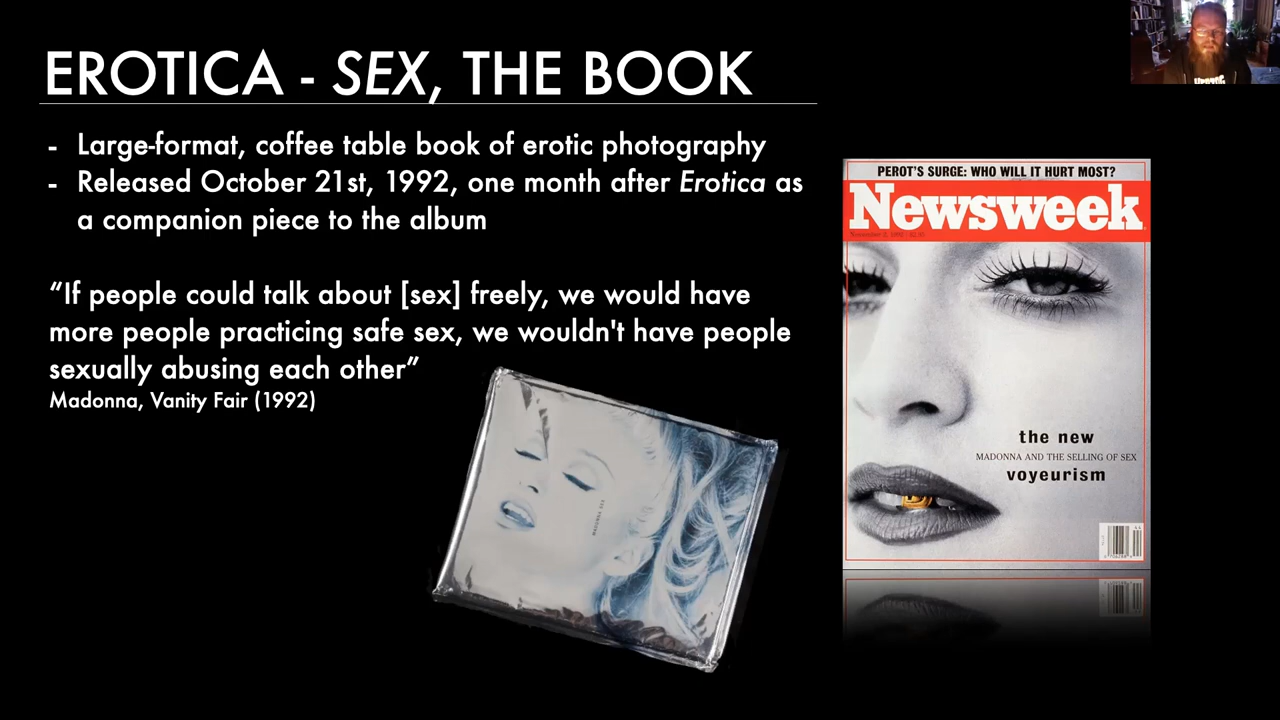 EROTICA - SEX, THE BOOK
- Large-format, coffee table book of erotic photography
- Released October 21st, 1992, one month after Erotica as
a companion piece to the album
“If people could talk about [sex] freely, we would have
more people practicing safe sex, we wouldn't have people
sexually abusing each other”
Madonna, Vanity Fair (1992)
MADONNA SEX
PEROT'S SURGE: WHO WILL IT HURT MOST?
Newsweek
the new
MADONNA AND THE SELLING OF SEX
voyeurism